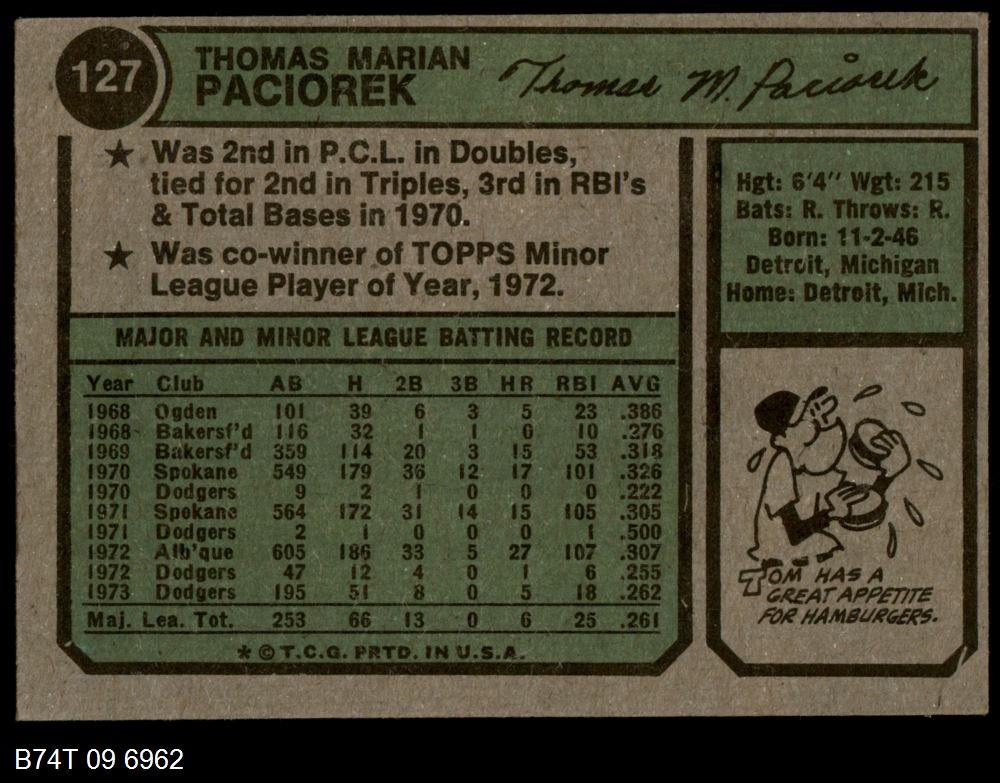 127
THOMAS MARIAN
PACIOREK
Thomas M. Paciorek
★ Was 2nd in P.C.L. in Doubles,
tied for 2nd in Triples, 3rd in RBI's
& Total Bases in 1970.
★ Was co-winner of TOPPS Minor
League Player of Year, 1972.
Hgt: 6'4" Wgt: 215
Bats: R. Throws: R.
Born: 11-2-46
Detroit, Michigan
Home: Detroit, Mich.
MAJOR AND MINOR LEAGUE BATTING RECORD
Year Club AB H 2B 3B HR RBI AVG
1968 Ogden 101 39 6 3 5 23 .386
1968 Bakersf'd 116 32 1 1 0 10 .276
1969 Bakersf'd 359 114 20 3 15 53 .318
1970 Spokane 549 179 36 12 17 101 .326
1970 Dodgers 9 2 1 0 0 0 .222
1971 Spokane 564 172 31 14 15 105 .305
1971 Dodgers 2 1 0 0 0 1 .500
1972 Alb'que 605 186 33 5 27 107 .307
1972 Dodgers 47 12 4 0 1 6 .255
1973 Dodgers 195 51 8 0 5 18 .262
Maj. Lea. Tot. 253 66 13 0 6 25 .261
* © T.C.G. PRTD. IN U.S.A.
TOM HAS A
GREAT APPETITE
FOR HAMBURGERS.
B74T 09 6962